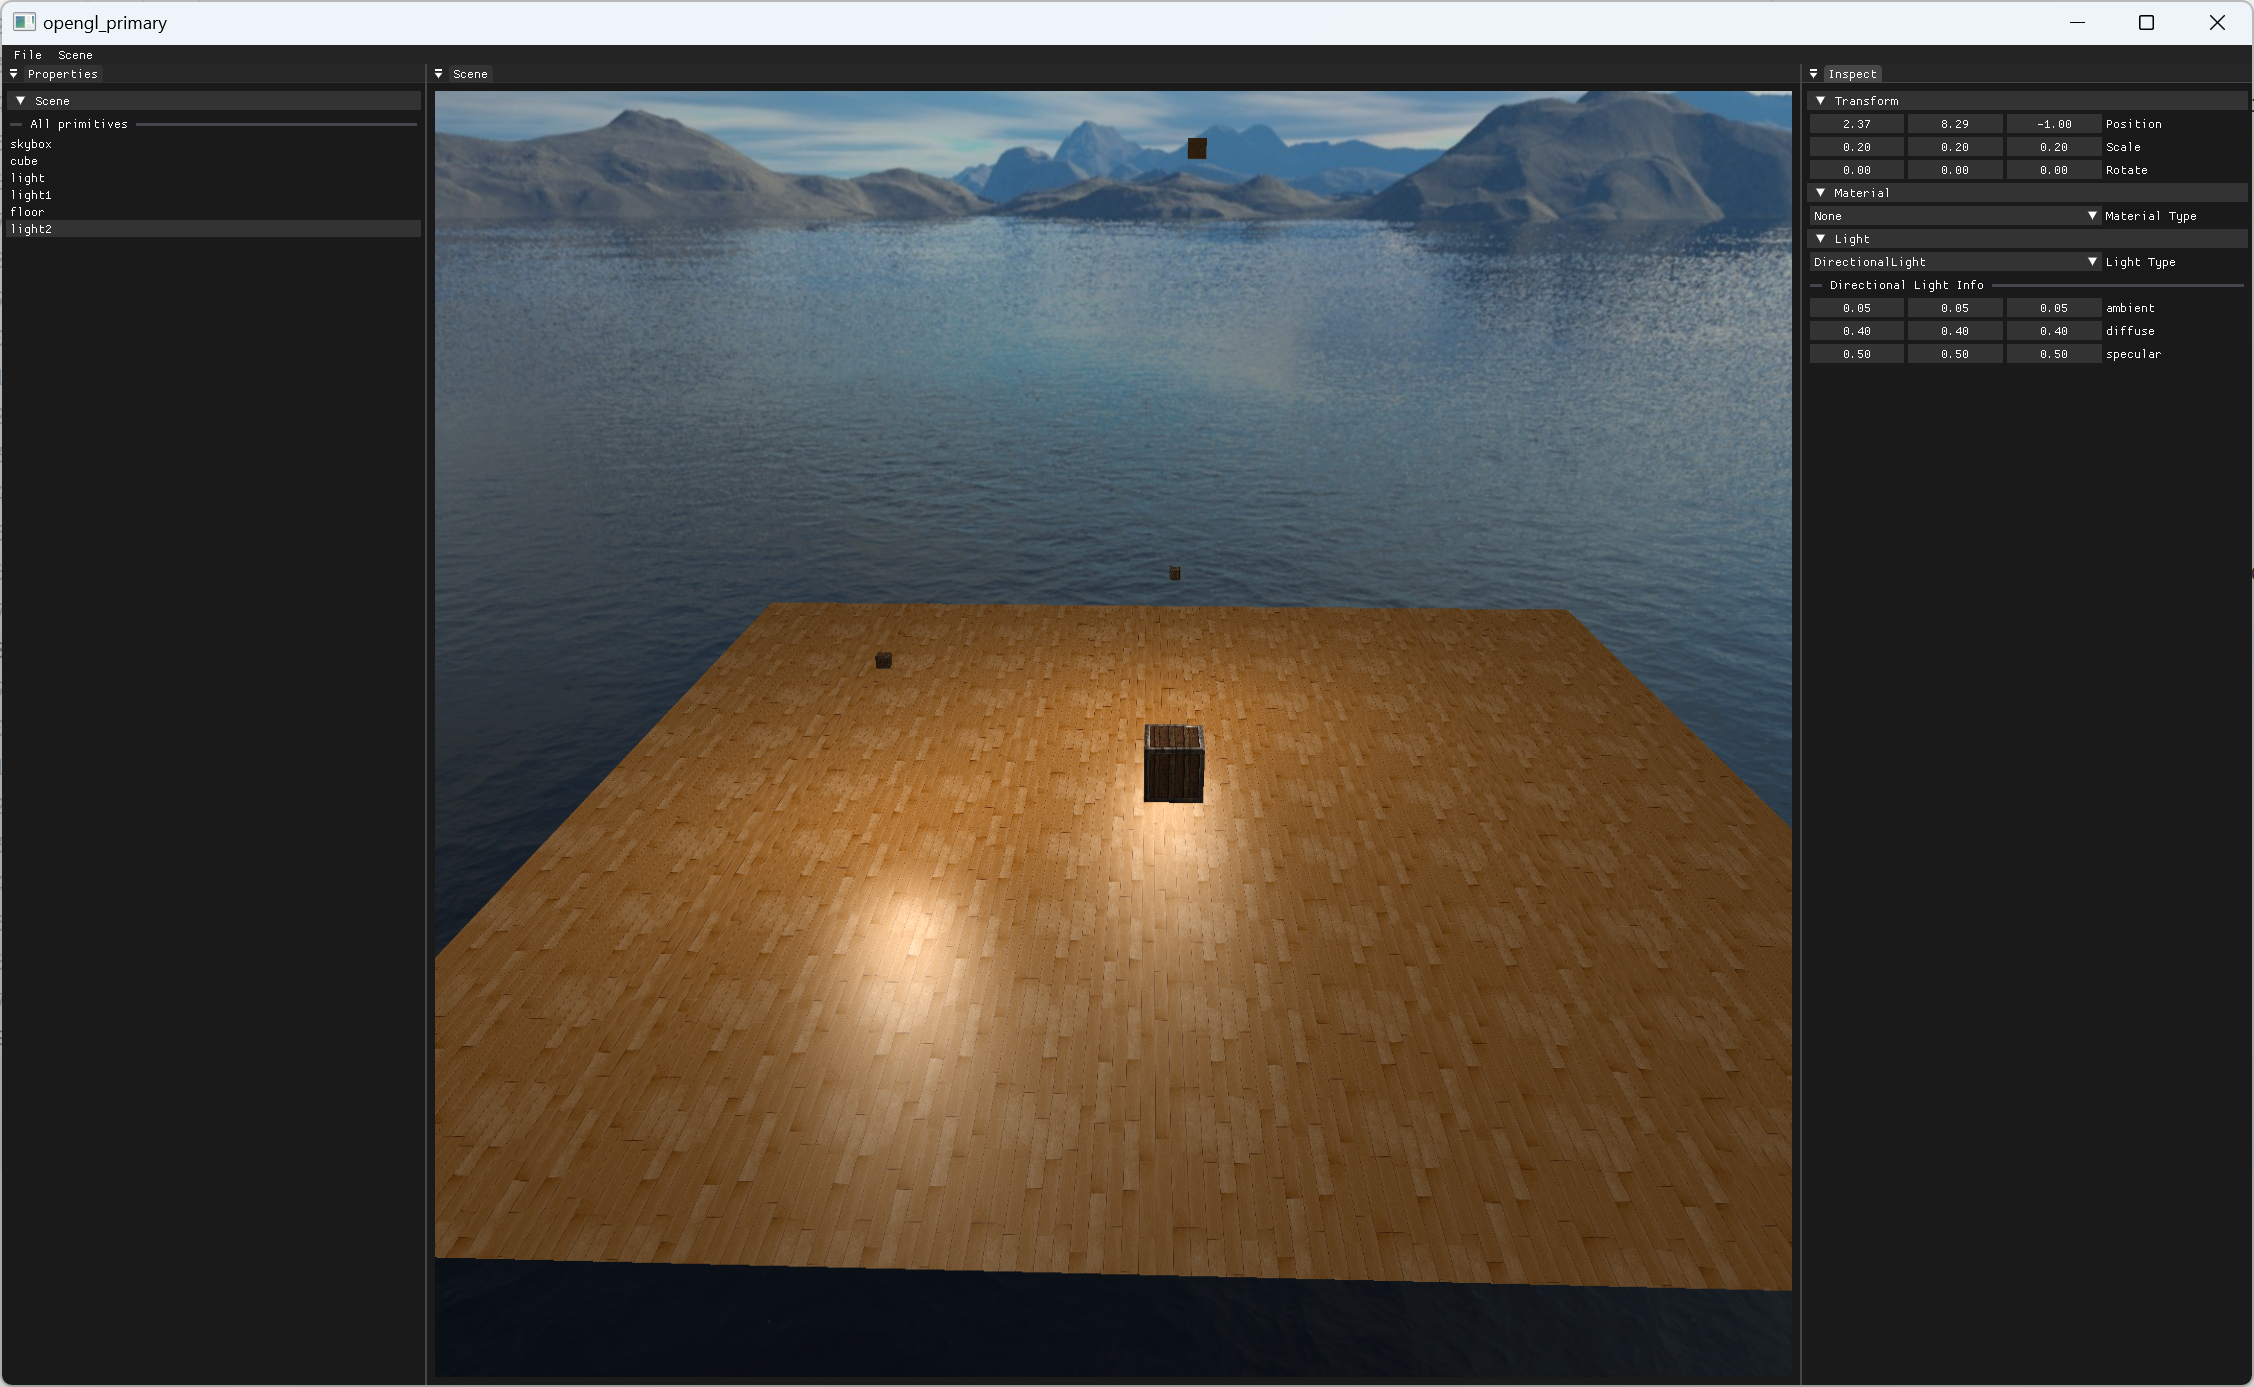 opengl_primary
File Scene
Properties
Scene
All primitives
skybox
cube
light
light1
floor
light2
Scene
Inspect
Transform
2.37 8.29 -1.00 Position
0.20 0.20 0.20 Scale
0.00 0.00 0.00 Rotate
Material
None Material Type
Light
DirectionalLight Light Type
Directional Light Info
0.05 0.05 0.05 ambient
0.40 0.40 0.40 diffuse
0.50 0.50 0.50 specular